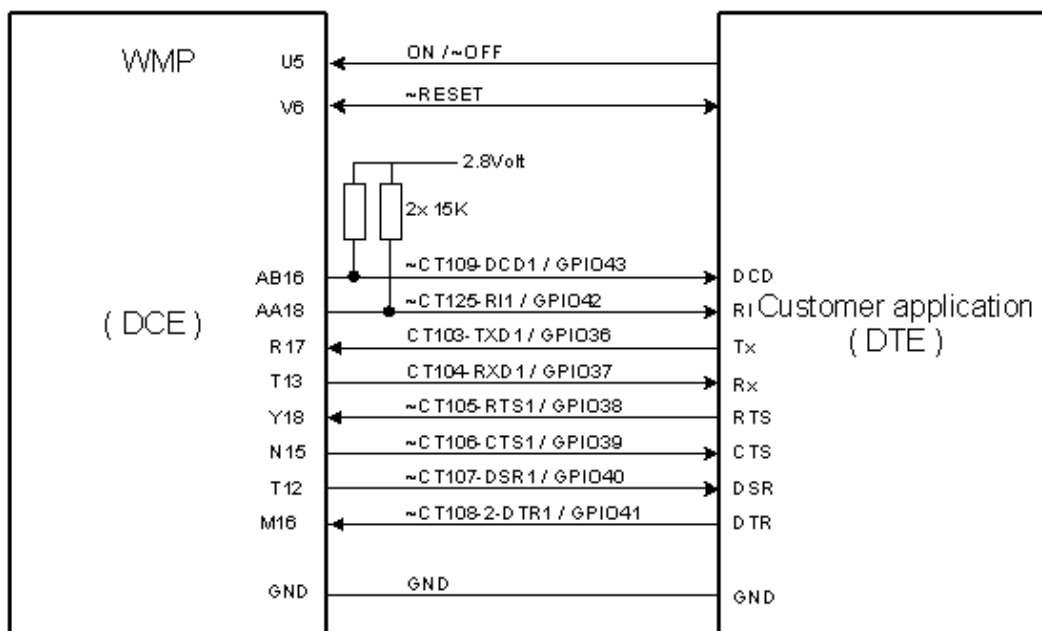 WMP
U5
ON /~OFF
V6
~RESET
2.8Volt
2x 15K
AB16
~CT109-DCD1 / GPIO43
DCD
AA18
~CT125-RI1 / GPIO42
RI
Customer application
( DCE )
( DTE )
R17
CT103-TXD1 / GPIO36
Tx
T13
CT104-RXD1 / GPIO37
Rx
Y18
~CT105-RTS1 / GPIO38
RTS
N15
~CT106-CTS1 / GPIO39
CTS
T12
~CT107-DSR1 / GPIO40
DSR
M16
~CT108-2-DTR1 / GPIO41
DTR
GND
GND
GND